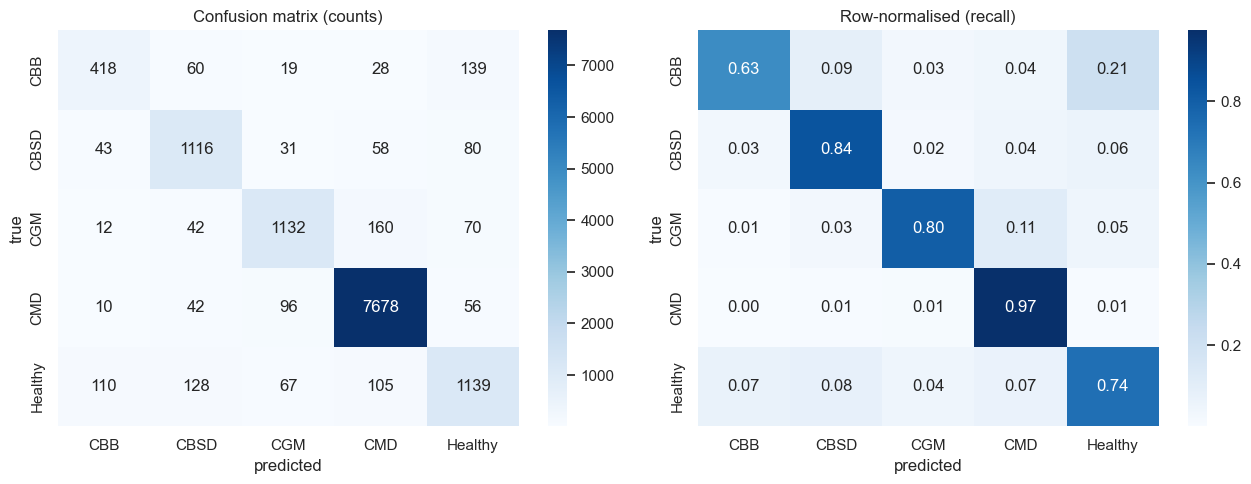 Confusion matrix (counts)
true
CBB 418 60 19 28 139
CBSD 43 1116 31 58 80
CGM 12 42 1132 160 70
CMD 10 42 96 7678 56
Healthy 110 128 67 105 1139
CBB CBSD CGM CMD Healthy
predicted
7000
6000
5000
4000
3000
2000
1000
Row-normalised (recall)
true
CBB 0.63 0.09 0.03 0.04 0.21
CBSD 0.03 0.84 0.02 0.04 0.06
CGM 0.01 0.03 0.80 0.11 0.05
CMD 0.00 0.01 0.01 0.97 0.01
Healthy 0.07 0.08 0.04 0.07 0.74
CBB CBSD CGM CMD Healthy
predicted
0.8
0.6
0.4
0.2